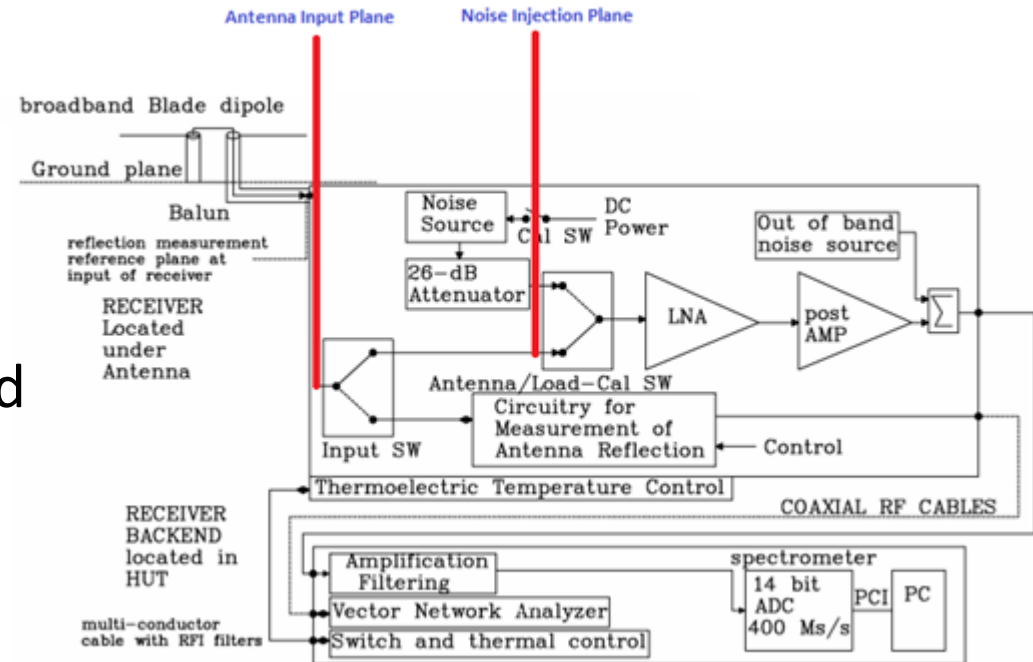 Antenna Input Plane
Noise Injection Plane
broadband Blade dipole
Ground plane
Balun
reflection measurement
reference plane at
input of receiver
RECEIVER
Located
under
Antenna
Noise
Source
Cal SW
DC
Power
26-dB
Attenuator
Out of band
noise source
LNA
post
AMP
Σ
Antenna/Load-Cal SW
Input SW
Circuitry for
Measurement of
Antenna Reflection
Control
Thermoelectric Temperature Control
COAXIAL RF CABLES
RECEIVER
BACKEND
located in
HUT
multi-conductor
cable with RFI filters
Amplification
Filtering
Vector Network Analyzer
Switch and thermal control
spectrometer
14 bit
ADC
400 Ms/s
PCI
PC
d